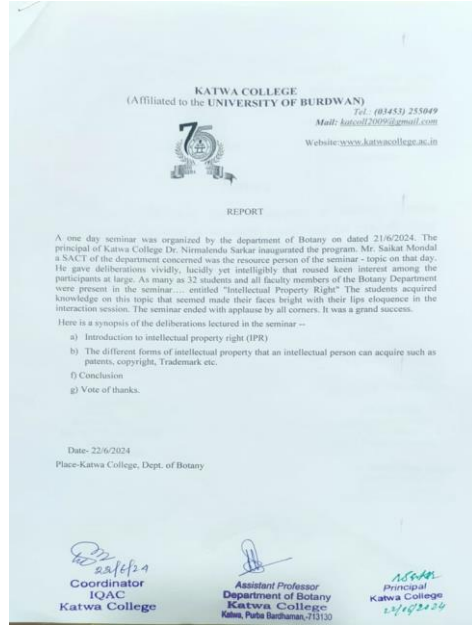 KATWA COLLEGE
(Affiliated to the UNIVERSITY OF BURDWAN)
Tel.: (03453) 255049
Mail: katcoll2009@gmail.com
75
Website:www.katwacollege.ac.in
REPORT
A one day seminar was organized by the department of Botany on dated 21/6/2024. The
principal of Katwa College Dr. Nirmalendu Sarkar inaugurated the program. Mr. Saikat Mondal
a SACT of the department concerned was the resource person of the seminar - topic on that day.
He gave deliberations vividly, lucidly yet intelligibly that roused keen interest among the
participants at large. As many as 32 students and all faculty members of the Botany Department
were present in the seminar.... entitled "Intellectual Property Right" The students acquired
knowledge on this topic that seemed made their faces bright with their lips eloquence in the
interaction session. The seminar ended with applause by all corners. It was a grand success.
Here is a synopsis of the deliberations lectured in the seminar --
a) Introduction to intellectual property right (IPR)
b) The different forms of intellectual property that an intellectual person can acquire such as
patents, copyright, Trademark etc.
f) Conclusion
g) Vote of thanks.
Date- 22/6/2024
Place-Katwa College, Dept. of Botany
22/6/24
Coordinator
IQAC
Katwa College
Assistant Professor
Department of Botany
Katwa College
Katwa, Purba Bardhaman,-713130
Principal
Katwa College
22/06/2024